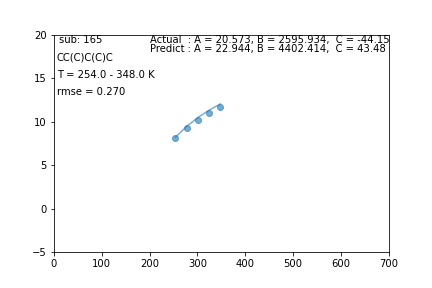 sub: 165
Actual : A = 20.573, B = 2595.934, C = -44.15
Predict : A = 22.944, B = 4402.414, C = 43.48
CC(C)C(C)C
T = 254.0 - 348.0 K
rmse = 0.270
20
15
10
5
0
−5
0 100 200 300 400 500 600 700